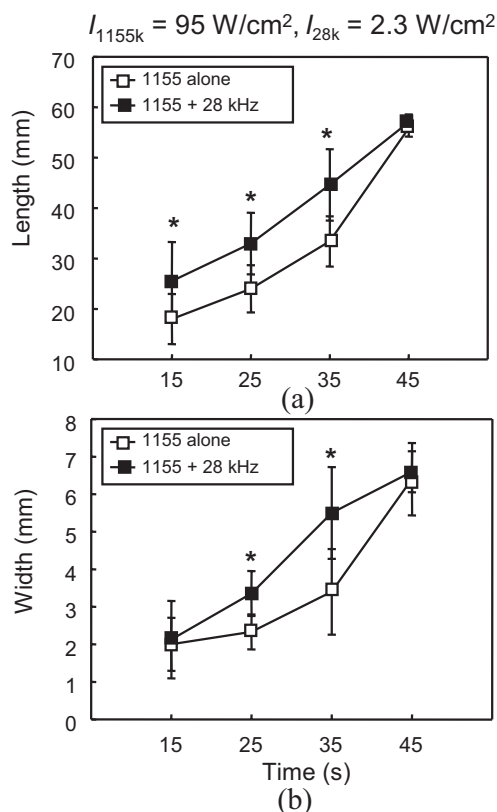 I1155k = 95 W/cm², I28k = 2.3 W/cm²
70
1155 alone
60
1155 + 28 kHz
50
*
*
*
40
30
20
10
Length (mm)
15 25 35 45
(a)
8
1155 alone
7
1155 + 28 kHz
6
*
*
5
4
3
2
1
0
Width (mm)
15 25 35 45
Time (s)
(b)